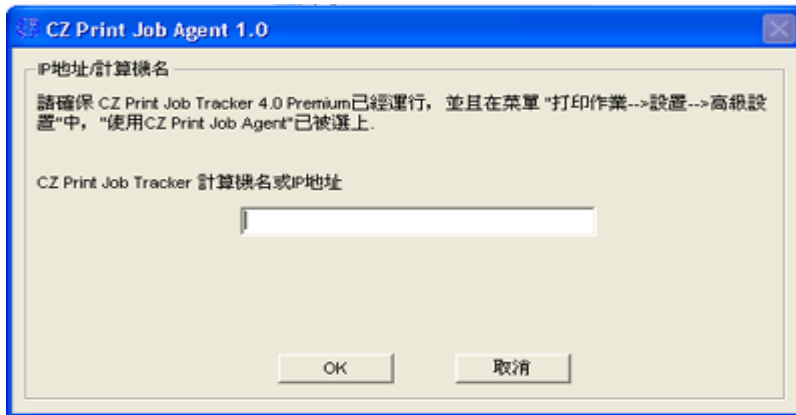 CZ Print Job Agent 1.0
IP地址/計算機名
請確保 CZ Print Job Tracker 4.0 Premium已經運行， 並且在菜單 "打印作業-->設置-->高級設
置"中， "使用CZ Print Job Agent"已被選上.
CZ Print Job Tracker 計算機名或IP地址
OK
取消